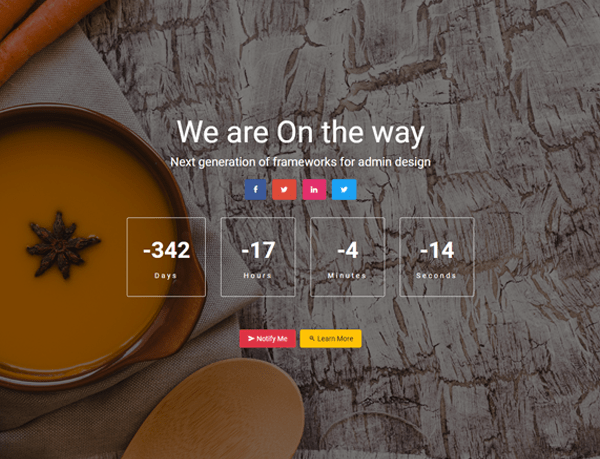 We are On the way
Next generation of frameworks for admin design
-342 -17 -4 -14
Days Hours Minutes Seconds
Notify Me Learn More